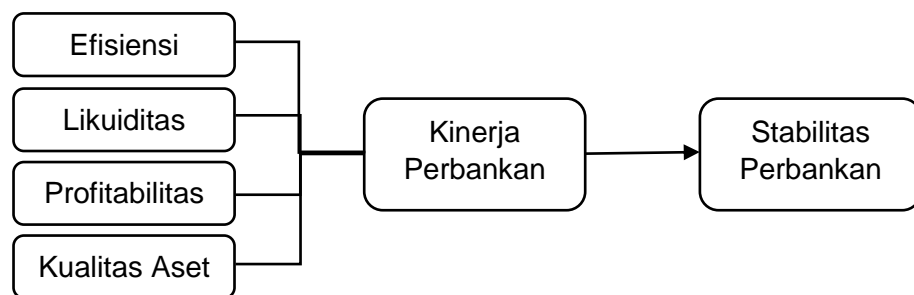 Efisiensi
Likuiditas
Profitabilitas
Kualitas Aset
Kinerja
Perbankan
Stabilitas
Perbankan